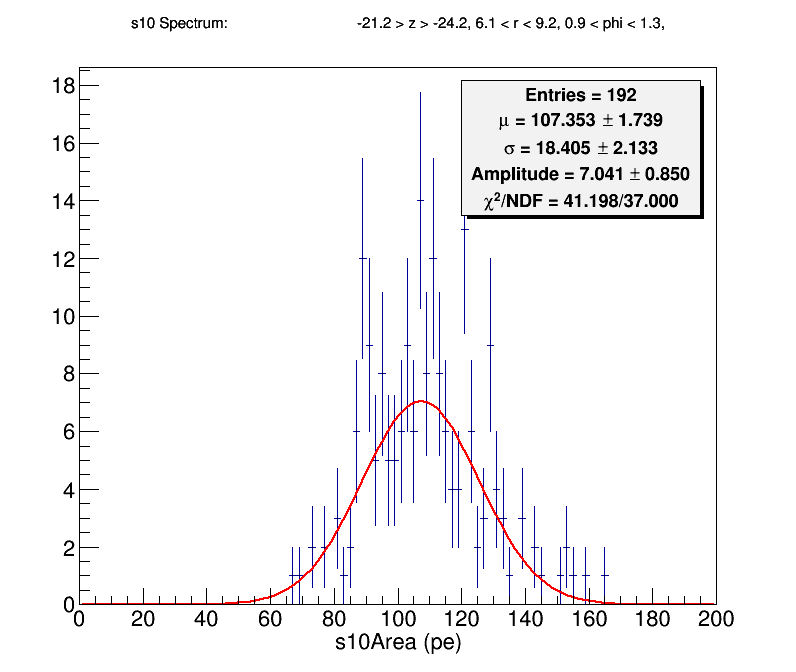 s10 Spectrum: -21.2 > z > -24.2, 6.1 < r < 9.2, 0.9 < phi < 1.3,
Entries = 192
μ = 107.353 ± 1.739
σ = 18.405 ± 2.133
Amplitude = 7.041 ± 0.850
χ²/NDF = 41.198/37.000
18
16
14
12
10
8
6
4
2
0
0 20 40 60 80 100 120 140 160 180 200
s10Area (pe)